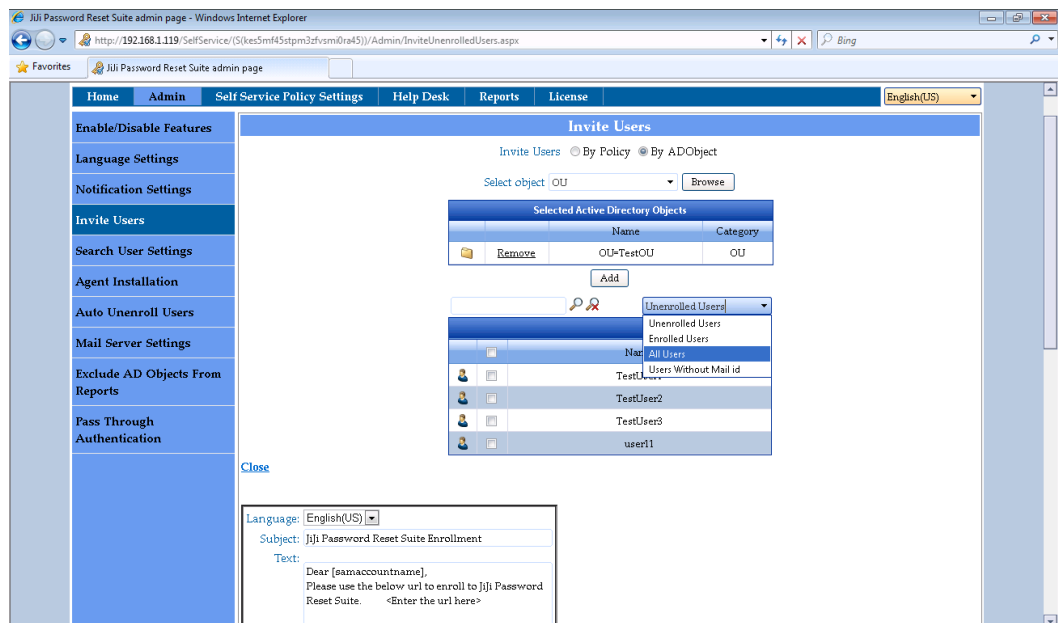 JiJi Password Reset Suite admin page - Windows Internet Explorer
http://192.168.1.119/SelfService/(S(kes5mf45stpm3zfvsmi0ra45))/Admin/InviteUnenrolledUsers.aspx
Bing
Favorites
JiJi Password Reset Suite admin page
Home Admin Self Service Policy Settings Help Desk Reports License
English(US)
Enable/Disable Features
Language Settings
Notification Settings
Invite Users
Search User Settings
Agent Installation
Auto Unenroll Users
Mail Server Settings
Exclude AD Objects From
Reports
Pass Through
Authentication
Invite Users
Invite Users By Policy By ADObject
Select object OU Browse
Selected Active Directory Objects
Name Category
Remove OU=TestOU OU
Add
Unenrolled Users
Unenrolled Users
Enrolled Users
All Users
Users Without Mail id
TestUser2
TestUser3
user11
Close
Language: English(US)
Subject: JiJi Password Reset Suite Enrollment
Text:
Dear [samaccountname],
Please use the below url to enroll to JiJi Password
Reset Suite. <Enter the url here>